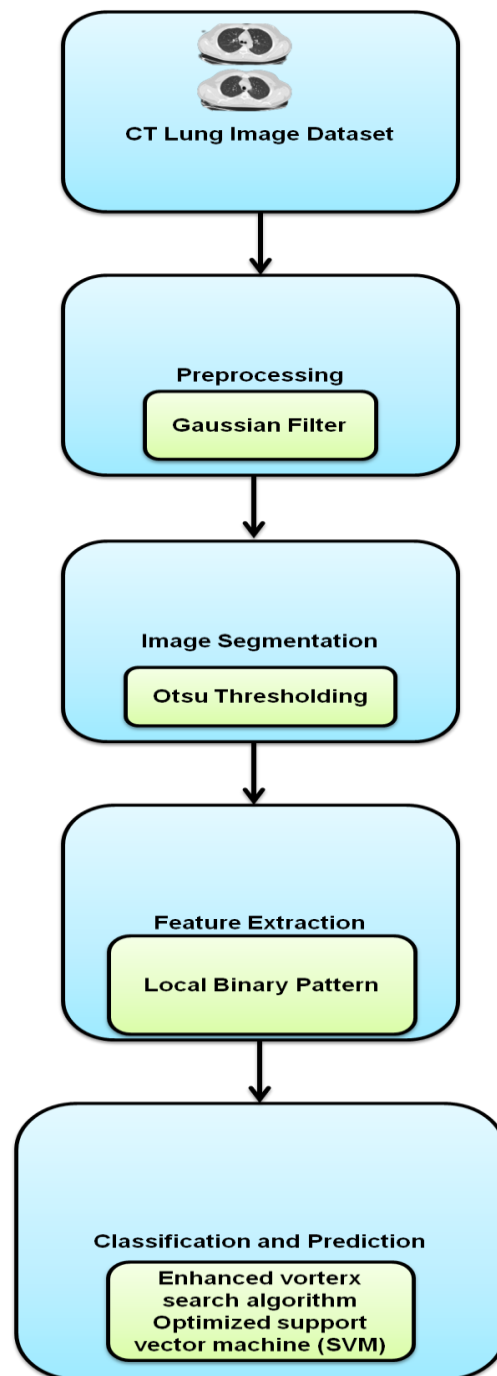 CT Lung Image Dataset
Preprocessing
Gaussian Filter
Image Segmentation
Otsu Thresholding
Feature Extraction
Local Binary Pattern
Classification and Prediction
Enhanced vorterx
search algorithm
Optimized support
vector machine (SVM)